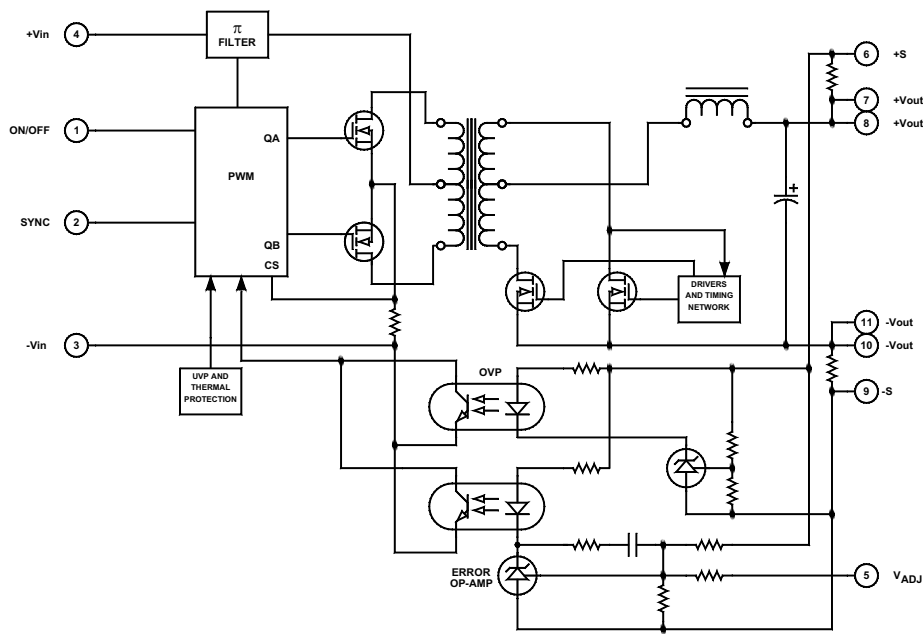 +Vin
4
π
FILTER
6
+S
7
+Vout
8
+Vout
ON/OFF
1
QA
PWM
SYNC
2
QB
CS
+
DRIVERS
AND TIMING
NETWORK
11
-Vout
-Vin
3
10
-Vout
UVP AND
THERMAL
PROTECTION
OVP
9
-S
ERROR
OP-AMP
5
VADJ